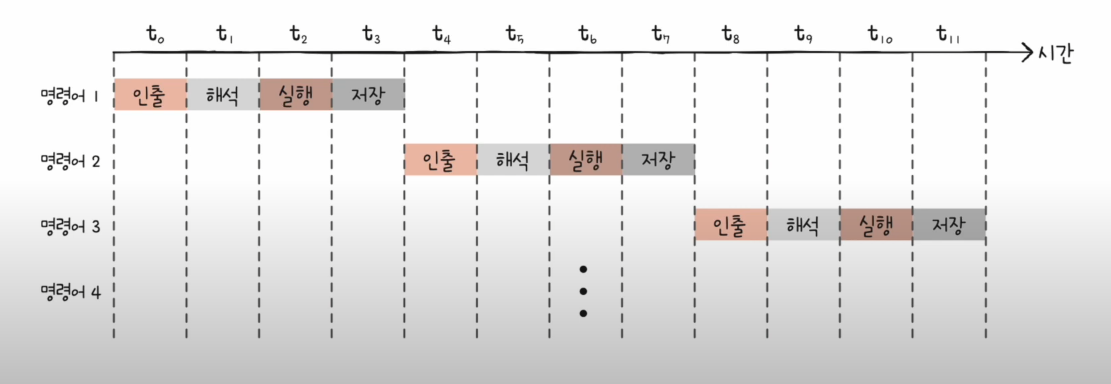 t₀ t₁ t₂ t₃ t₄ t₅ t₆ t₇ t₈ t₉ t₁₀ t₁₁
시간
명령어 1 인출 해석 실행 저장
명령어 2 인출 해석 실행 저장
명령어 3 인출 해석 실행 저장
명령어 4